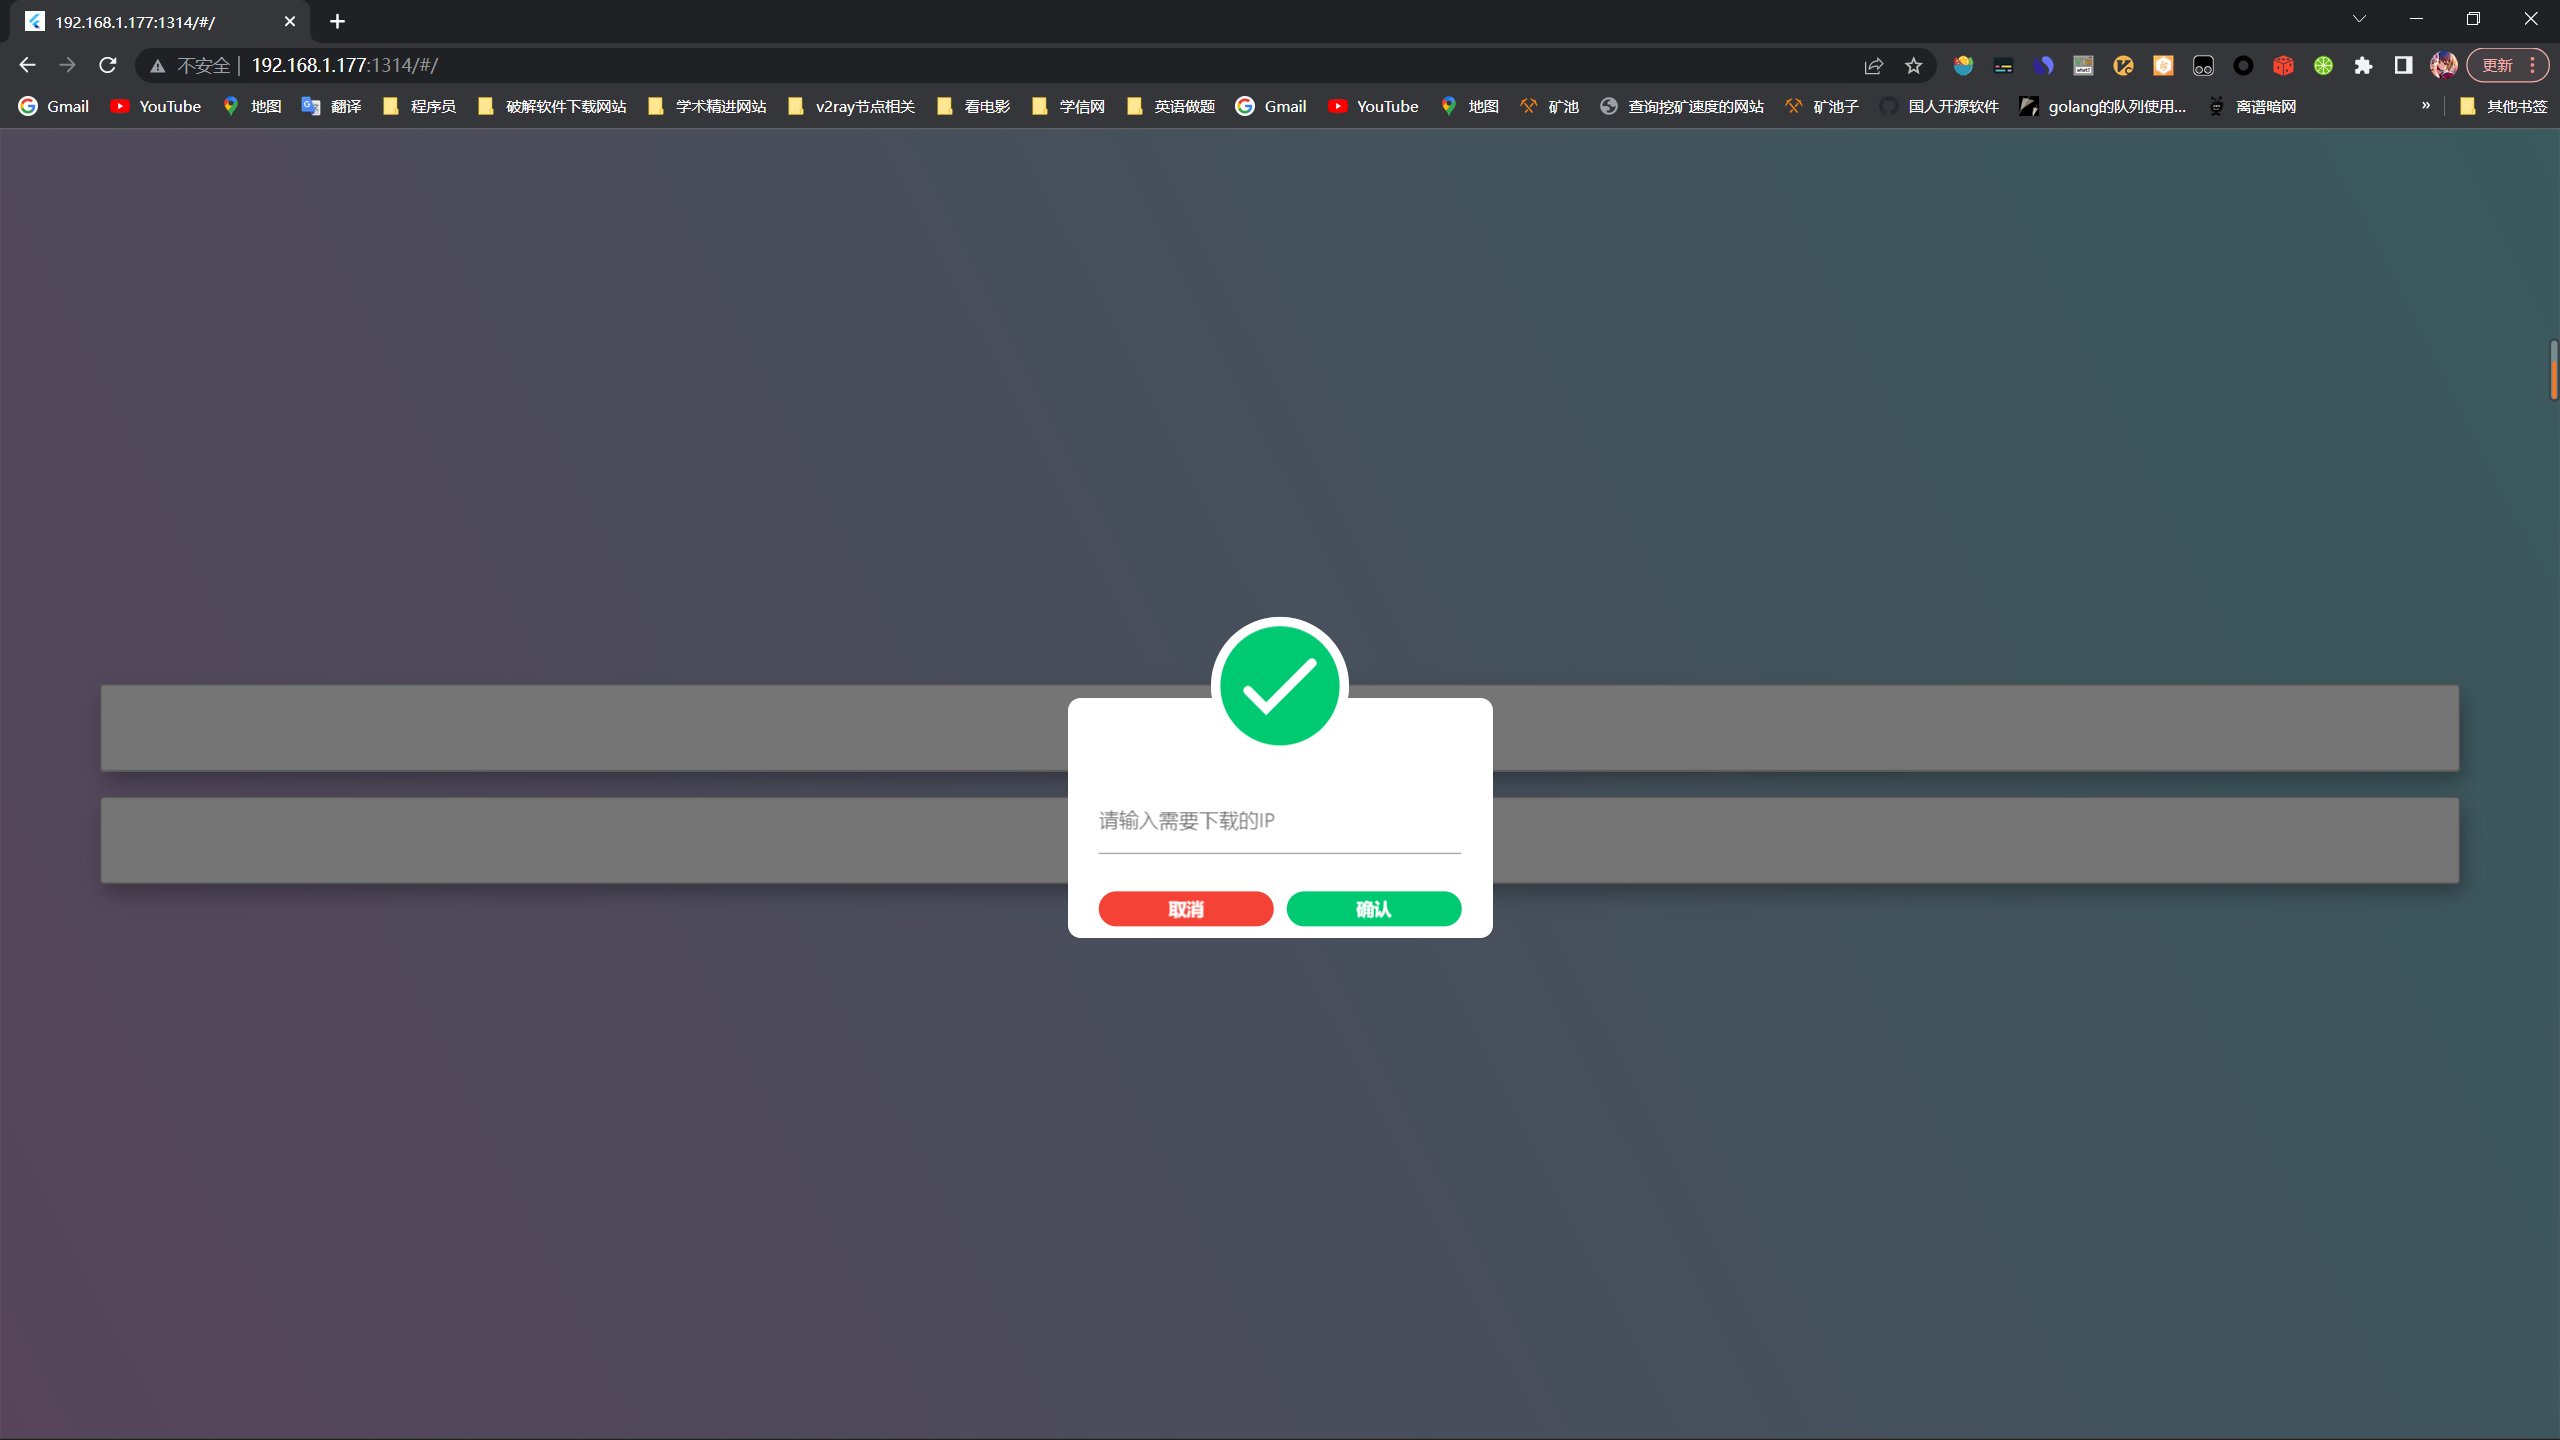 192.168.1.177:1314/#/
不安全 192.168.1.177:1314/#/ 更新
Gmail YouTube 地图 翻译 程序员 破解软件下载网站 学术精进网站 v2ray节点相关 看电影 学信网 英语做题 Gmail YouTube 地图 矿池 查询挖矿速度的网站 矿池子 国人开源软件 golang的队列使用... 离谱暗网 » 其他书签
请输入需要下载的IP
取消 确认